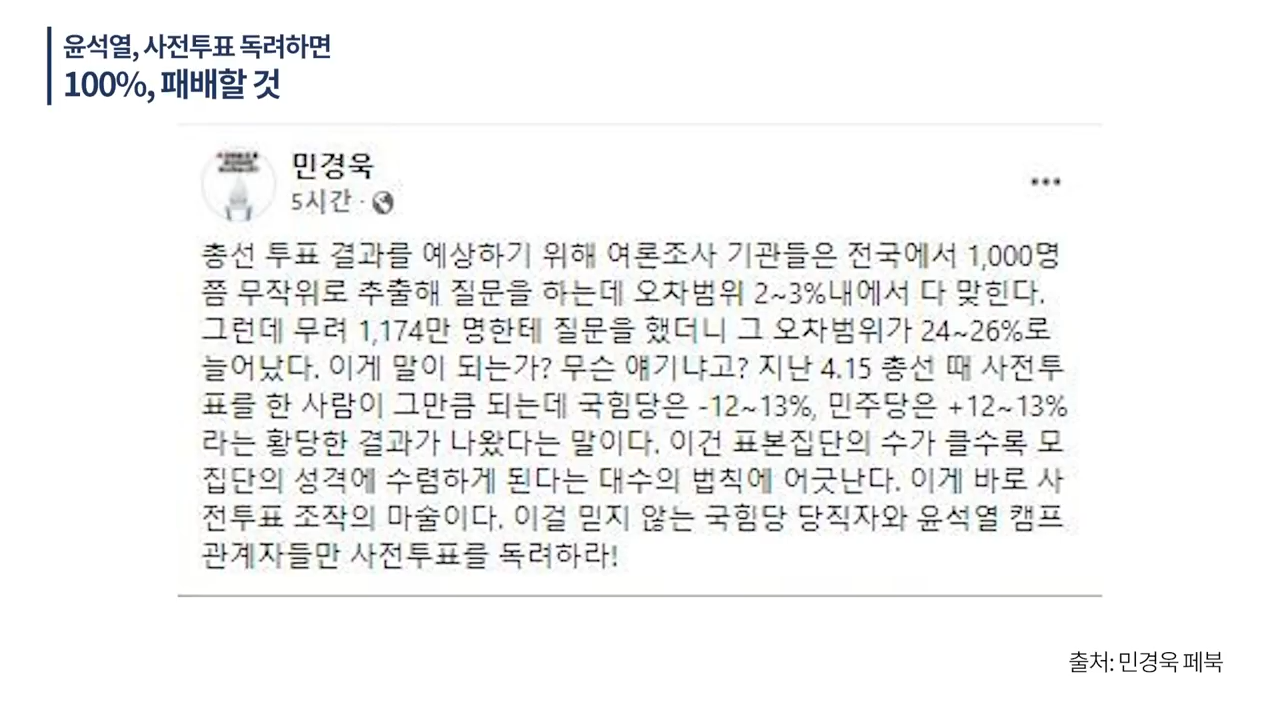 윤석열, 사전투표 독려하면
100%, 패배할 것
민경욱
5시간 ·
총선 투표 결과를 예상하기 위해 여론조사 기관들은 전국에서 1,000명
쯤 무작위로 추출해 질문을 하는데 오차범위 2~3%내에서 다 맞힌다.
그런데 무려 1,174만 명한테 질문을 했더니 그 오차범위가 24~26%로
늘어났다. 이게 말이 되는가? 무슨 얘기냐고? 지난 4.15 총선 때 사전투
표를 한 사람이 그만큼 되는데 국힘당은 -12~13%, 민주당은 +12~13%
라는 황당한 결과가 나왔다는 말이다. 이건 표본집단의 수가 클수록 모
집단의 성격에 수렴하게 된다는 대수의 법칙에 어긋난다. 이게 바로 사
전투표 조작의 마술이다. 이걸 믿지 않는 국힘당 당직자와 윤석열 캠프
관계자들만 사전투표를 독려하라!
출처: 민경욱 페북